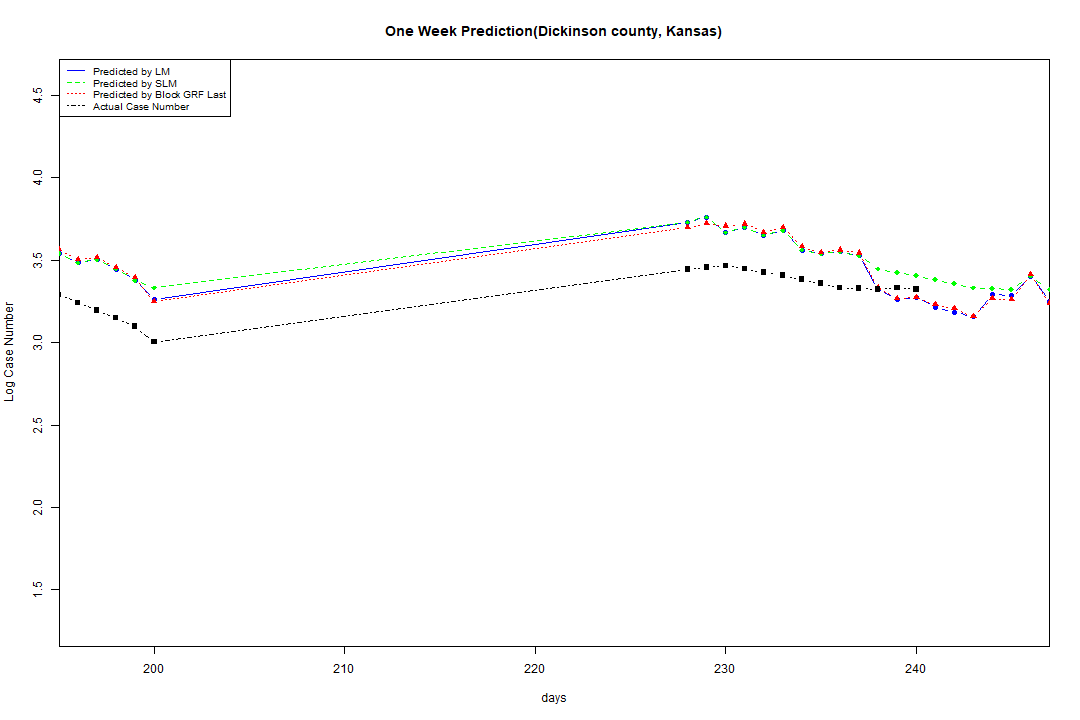 One Week Prediction(Dickinson county, Kansas)
Predicted by LM
Predicted by SLM
Predicted by Block GRF Last
Actual Case Number
4.5
4.0
3.5
3.0
2.5
2.0
1.5
Log Case Number
200 210 220 230 240
days